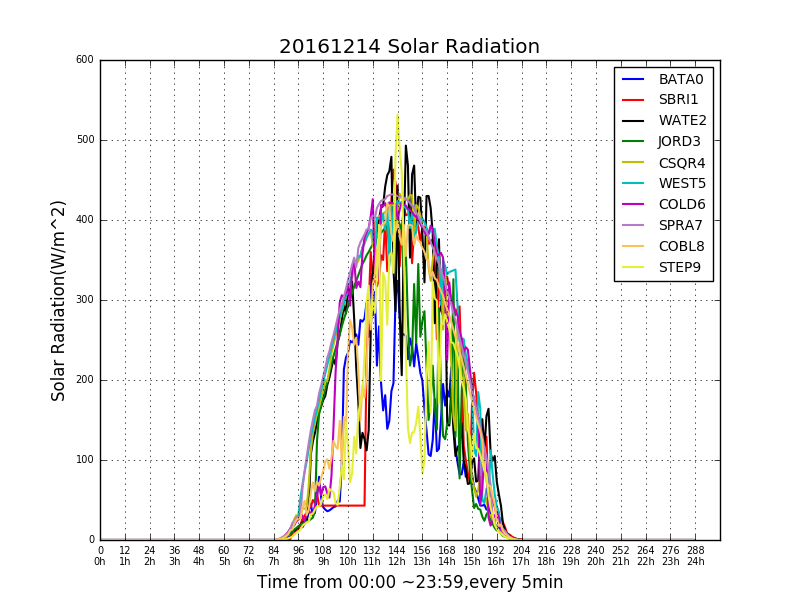 20161214 Solar Radiation
600
500
400
300
200
100
0
Solar Radiation(W/m^2)
BATA0
SBRI1
WATE2
JORD3
CSQR4
WEST5
COLD6
SPRA7
COBL8
STEP9
0 12 24 36 48 60 72 84 96 108 120 132 144 156 168 180 192 204 216 228 240 252 264 276 288
0h 1h 2h 3h 4h 5h 6h 7h 8h 9h 10h 11h 12h 13h 14h 15h 16h 17h 18h 19h 20h 21h 22h 23h 24h
Time from 00:00 ~23:59,every 5min